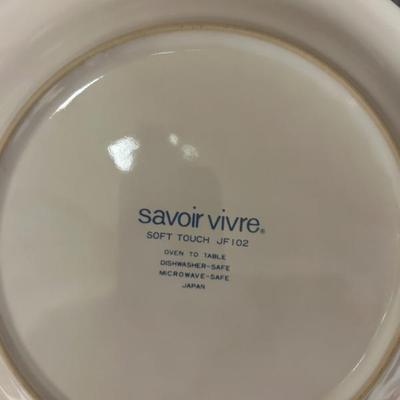 savoir vivre®
SOFT TOUCH JF102
OVEN TO TABLE
DISHWASHER-SAFE
MICROWAVE-SAFE
JAPAN